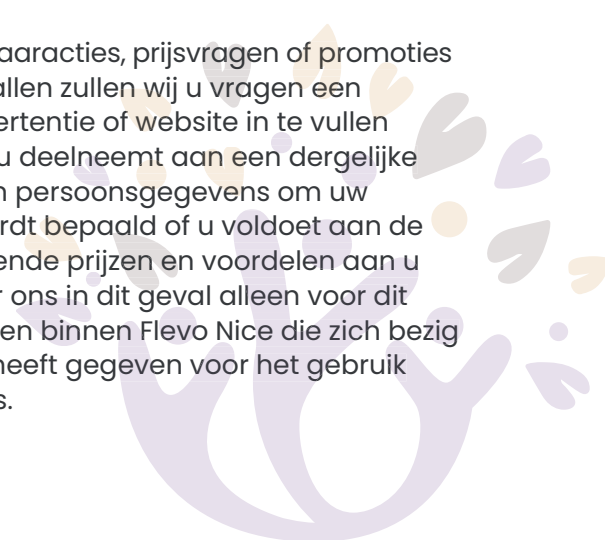 aaracties, prijsvragen of promoties
allen zullen wij u vragen een
ertentie of website in te vullen
u deelneemt aan een dergelijke
n persoonsgegevens om uw
rdt bepaald of u voldoet aan de
ende prijzen en voordelen aan u
r ons in dit geval alleen voor dit
en binnen Flevo Nice die zich bezig
heeft gegeven voor het gebruik
s.